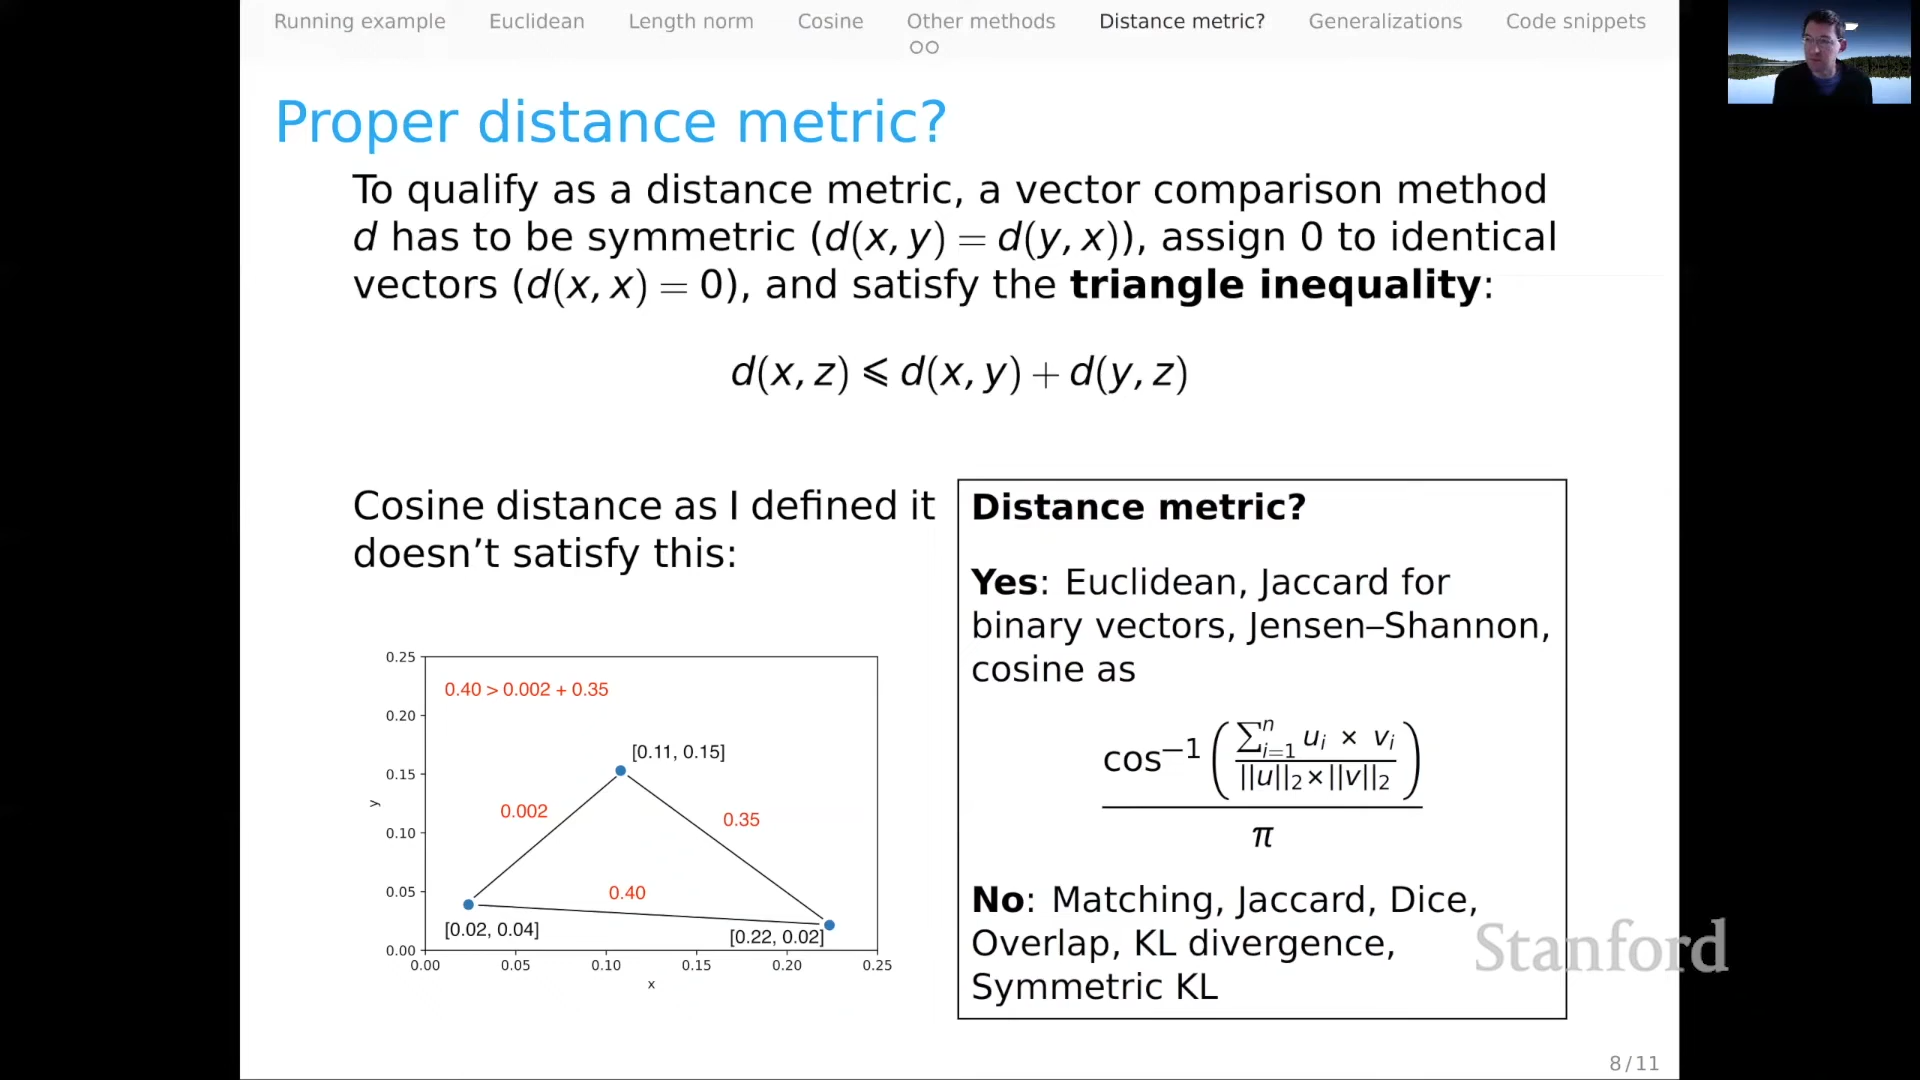 Running example Euclidean Length norm Cosine Other methods Distance metric? Generalizations Code snippets
Proper distance metric?
To qualify as a distance metric, a vector comparison method
d has to be symmetric (d(x, y) = d(y, x)), assign 0 to identical
vectors (d(x, x) = 0), and satisfy the triangle inequality:
d(x, z) ⩽ d(x, y) + d(y, z)
Cosine distance as I defined it
doesn’t satisfy this:
0.25
0.20
0.15
0.10
0.05
0.00
y
0.40 > 0.002 + 0.35
[0.11, 0.15]
0.002
0.35
0.40
[0.02, 0.04]
[0.22, 0.02]
0.00 0.05 0.10 0.15 0.20 0.25
x
Distance metric?
Yes: Euclidean, Jaccard for
binary vectors, Jensen–Shannon,
cosine as
cos⁻¹ ( ∑ⁿᵢ₌₁ uᵢ × vᵢ / ||u||₂×||v||₂ )
π
No: Matching, Jaccard, Dice,
Overlap, KL divergence,
Symmetric KL
Stanford
8 / 11